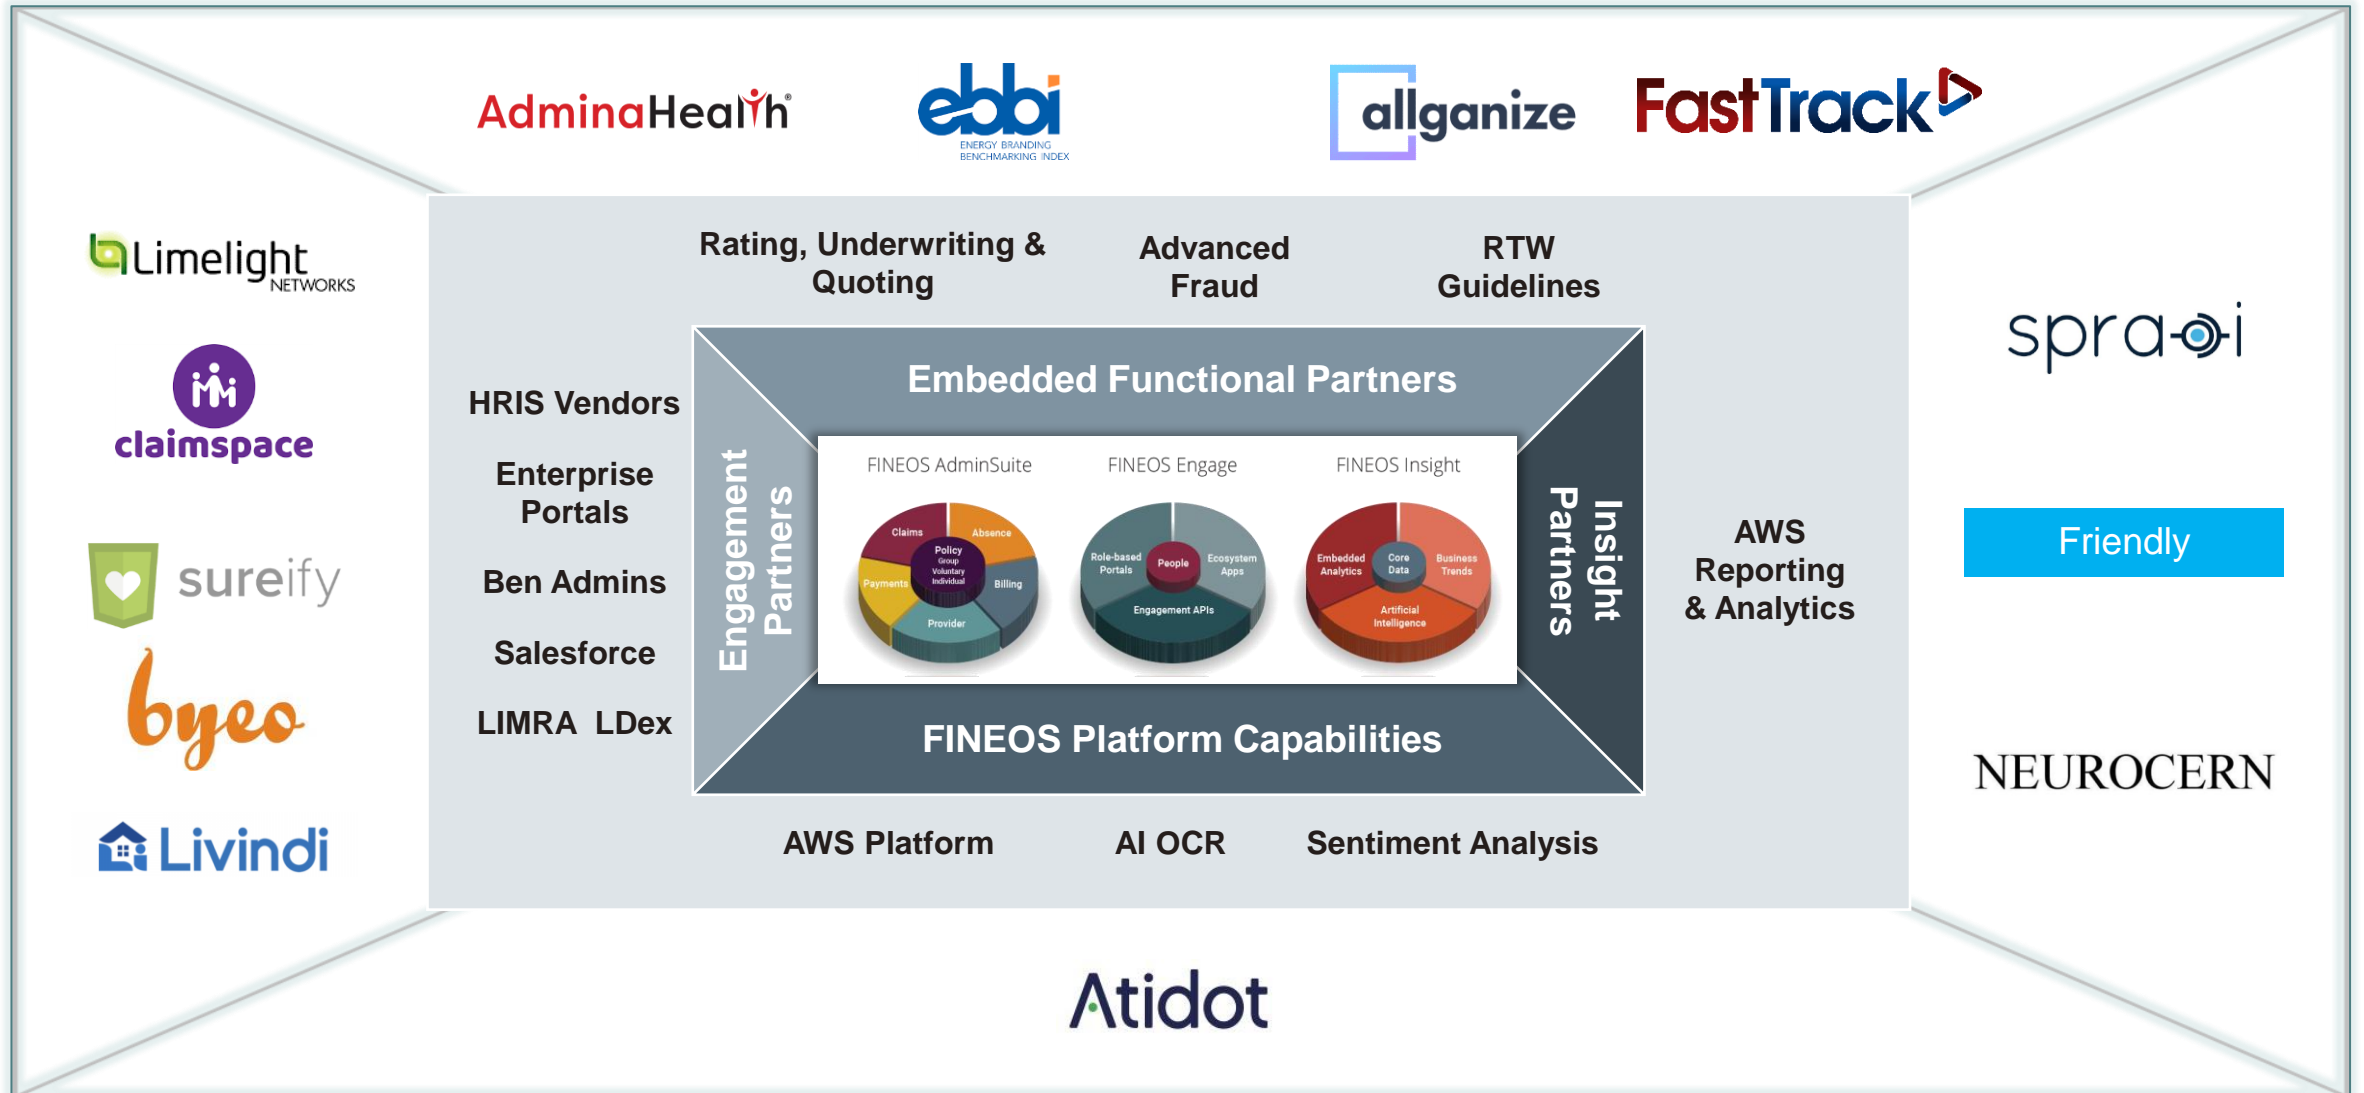 AdminaHealth®
ebbi
ENERGY BRANDING
BENCHMARKING INDEX
allganize
FastTrack
Limelight
NETWORKS
claimspace
sureify
byeo
Livindi
Rating, Underwriting &
Quoting
Advanced
Fraud
RTW
Guidelines
HRIS Vendors
Enterprise
Portals
Ben Admins
Salesforce
LIMRA LDex
Embedded Functional Partners
Engagement
Partners
FINEOS AdminSuite
Claims
Absence
Policy
Group
Voluntary
Individual
Payments
Billing
Provider
FINEOS Engage
Role-based
Portals
People
Ecosystem
Apps
Engagement APIs
FINEOS Insight
Embedded
Analytics
Core
Data
Business
Trends
Artificial
Intelligence
Insight
Partners
FINEOS Platform Capabilities
AWS
Reporting
& Analytics
AWS Platform
AI OCR
Sentiment Analysis
spraoi
Friendly
NEUROCERN
Atidot